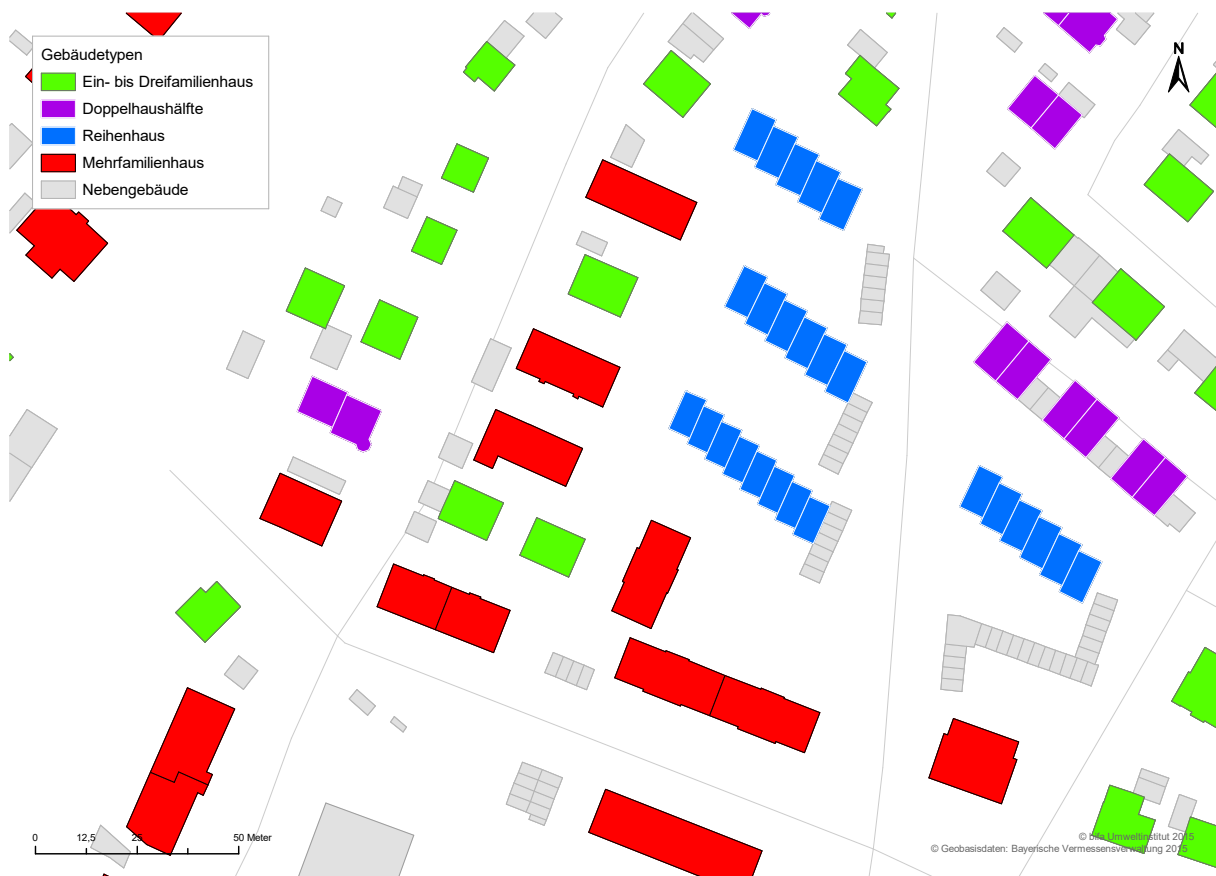 N
Gebäudetypen
Ein- bis Dreifamilienhaus
Doppelhaushälfte
Reihenhaus
Mehrfamilienhaus
Nebengebäude
0 12,5 25 50 Meter
© bifa Umweltinstitut 2015
© Geobasisdaten: Bayerische Vermessensverwaltung 2015